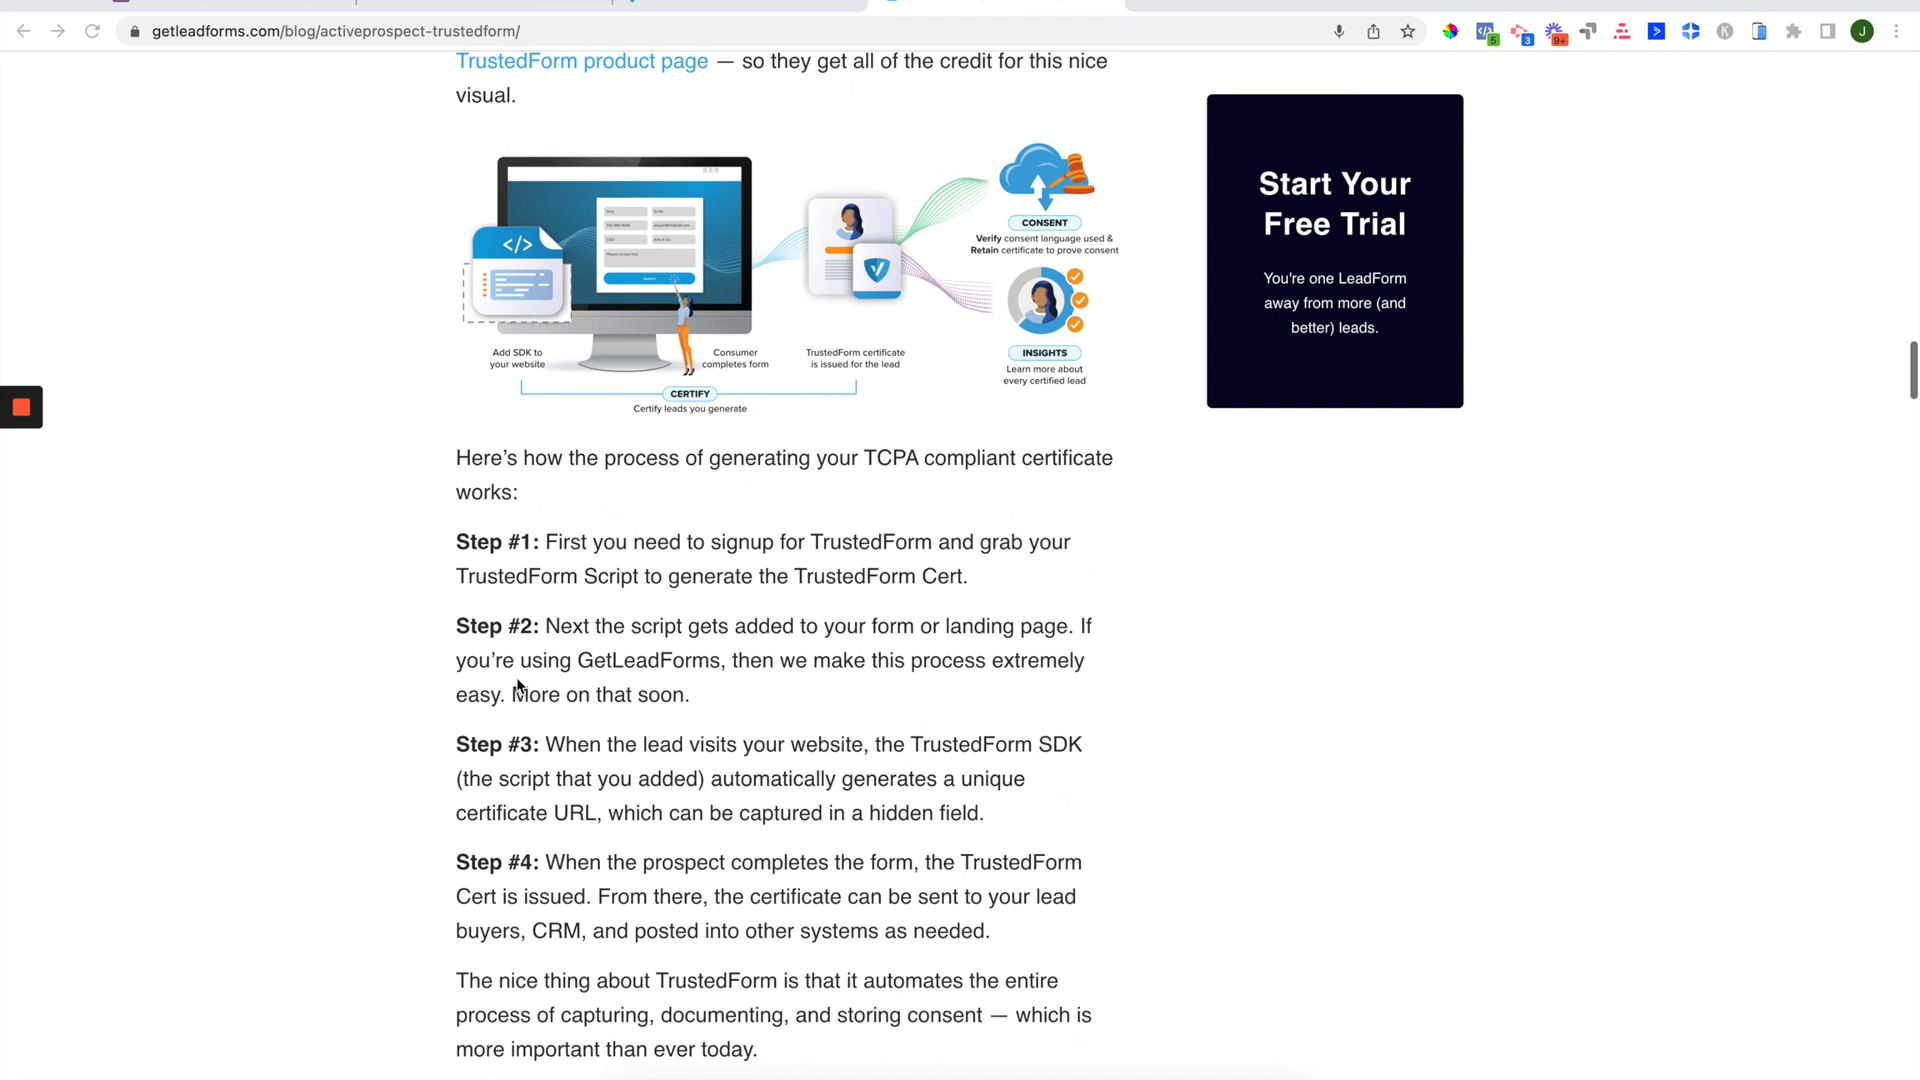 getleadforms.com/blog/activeprospect-trustedform/
5
3
9+
K
J
TrustedForm product page — so they get all of the credit for this nice
visual.
</>
Submit
Add SDK to
your website
Consumer
completes form
TrustedForm certificate
is issued for the lead
CERTIFY
Certify leads you generate
CONSENT
Verify consent language used &
Retain certificate to prove consent
INSIGHTS
Learn more about
every certified lead
Start Your
Free Trial
You're one LeadForm
away from more (and
better) leads.
Here’s how the process of generating your TCPA compliant certificate
works:
Step #1: First you need to signup for TrustedForm and grab your
TrustedForm Script to generate the TrustedForm Cert.
Step #2: Next the script gets added to your form or landing page. If
you’re using GetLeadForms, then we make this process extremely
easy. More on that soon.
Step #3: When the lead visits your website, the TrustedForm SDK
(the script that you added) automatically generates a unique
certificate URL, which can be captured in a hidden field.
Step #4: When the prospect completes the form, the TrustedForm
Cert is issued. From there, the certificate can be sent to your lead
buyers, CRM, and posted into other systems as needed.
The nice thing about TrustedForm is that it automates the entire
process of capturing, documenting, and storing consent — which is
more important than ever today.